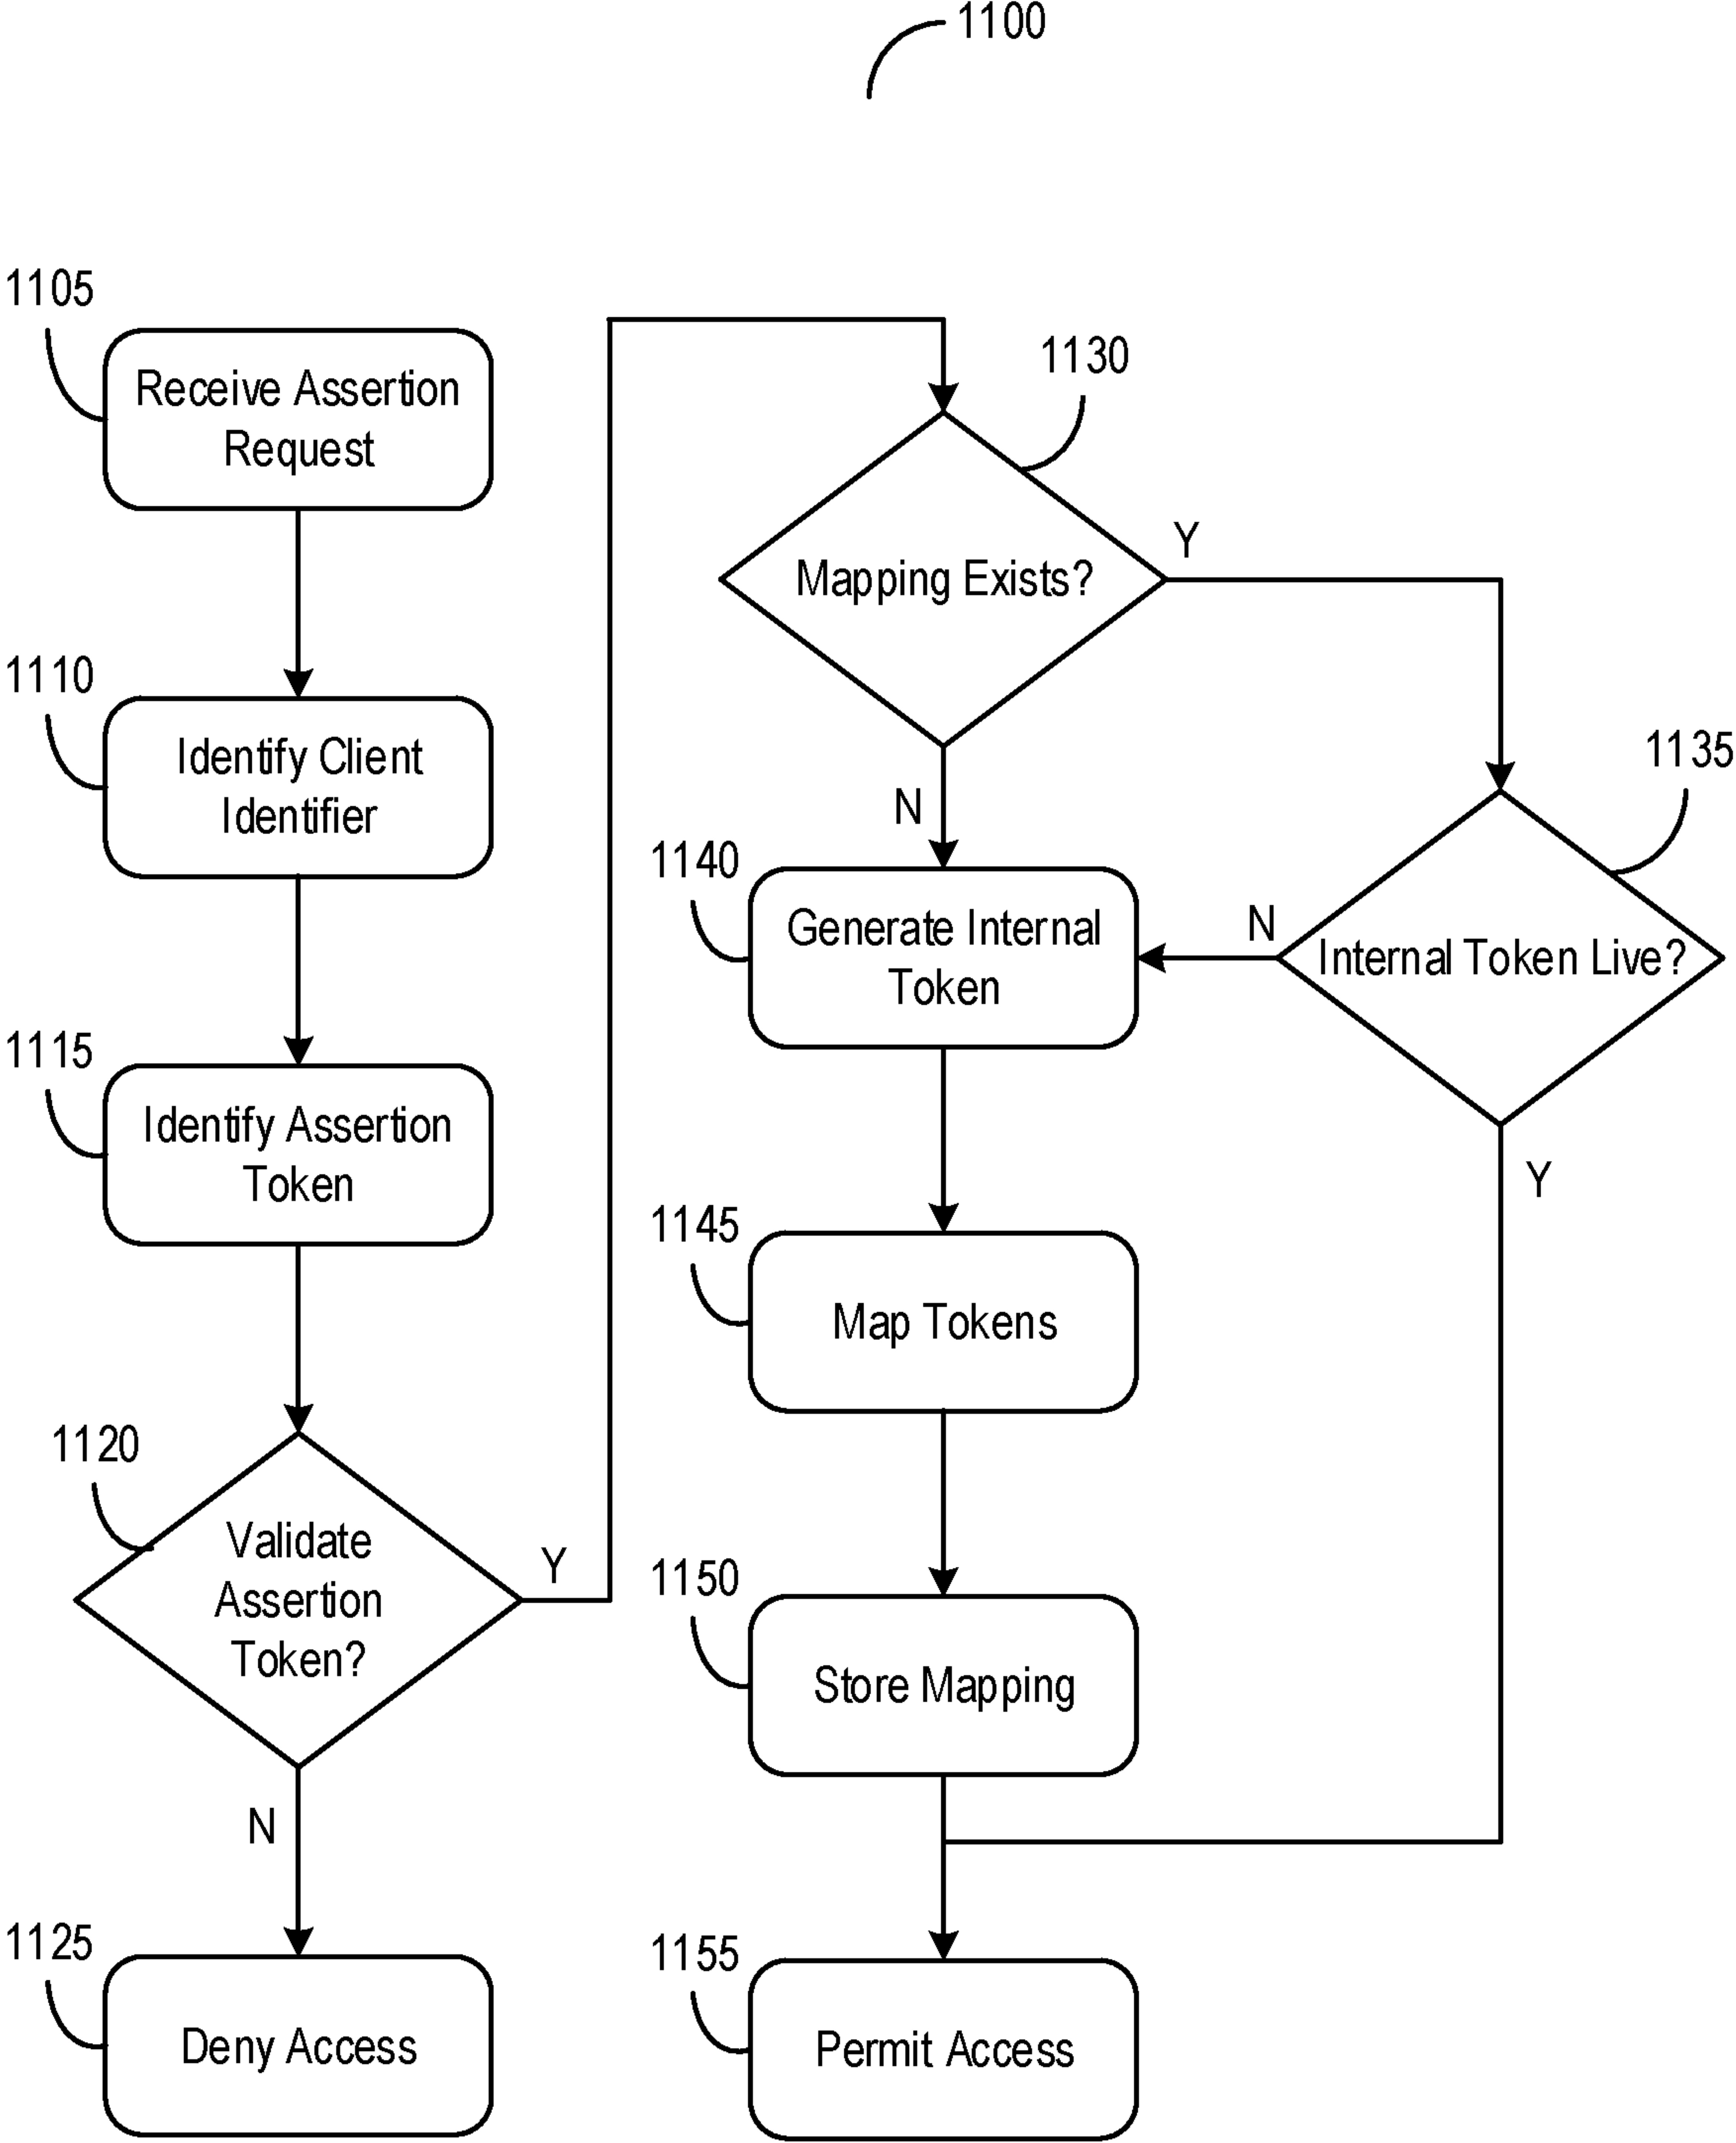 1100
1105
Receive Assertion
Request
1110
Identify Client
Identifier
1115
Identify Assertion
Token
1120
Validate
Assertion
Token?
Y
N
1125
Deny Access
1130
Mapping Exists?
Y
N
1135
Internal Token Live?
N
Y
1140
Generate Internal
Token
1145
Map Tokens
1150
Store Mapping
1155
Permit Access